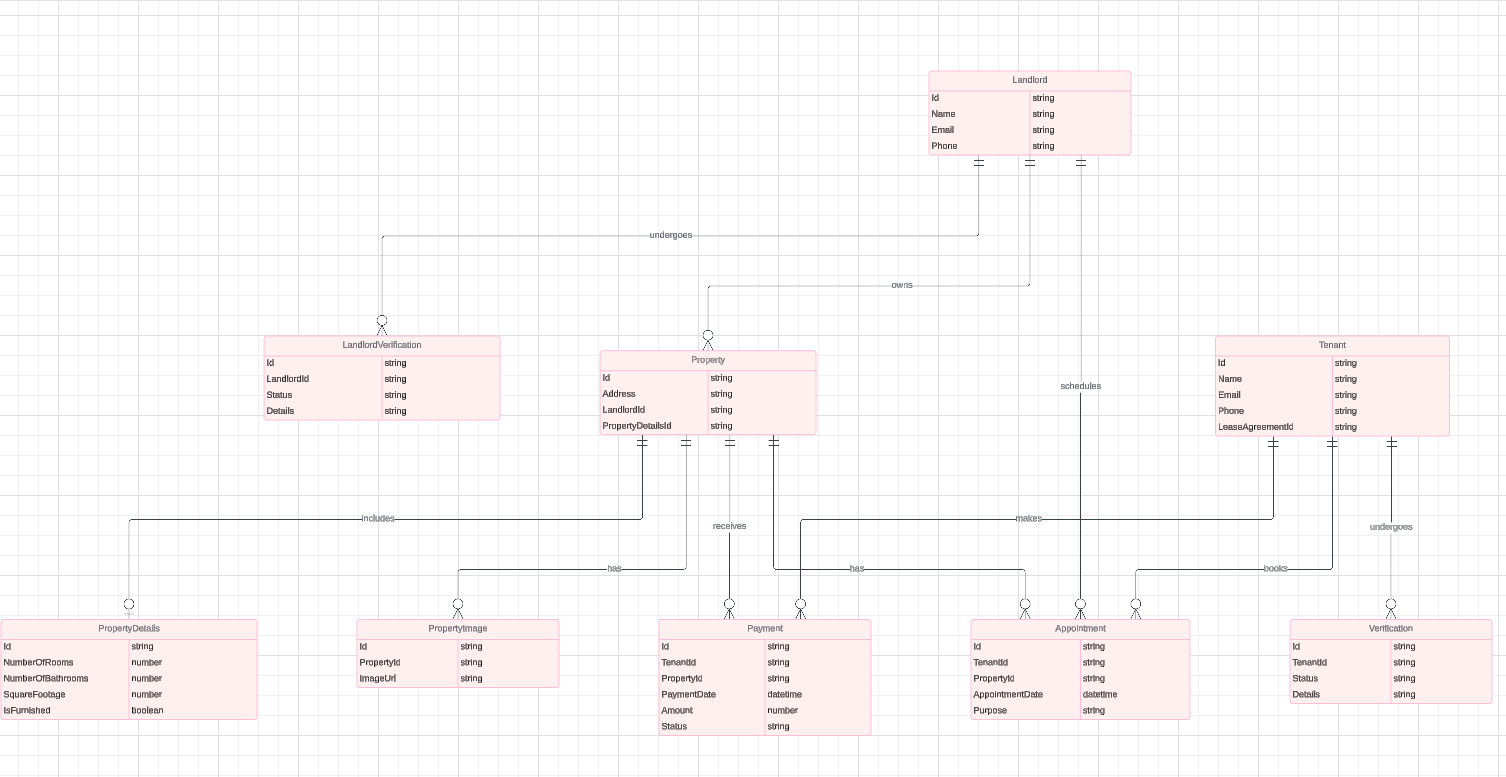 Landlord
Id string
Name string
Email string
Phone string
undergoes
owns
LandlordVerification
Id string
LandlordId string
Status string
Details string
Property
Id string
Address string
LandlordId string
PropertyDetailsId string
schedules
Tenant
Id string
Name string
Email string
Phone string
LeaseAgreementId string
includes
receives
makes
undergoes
has
has
books
PropertyDetails
Id string
NumberOfRooms number
NumberOfBathrooms number
SquareFootage number
IsFurnished boolean
PropertyImage
Id string
PropertyId string
ImageUrl string
Payment
Id string
TenantId string
PropertyId string
PaymentDate datetime
Amount number
Status string
Appointment
Id string
TenantId string
PropertyId string
AppointmentDate datetime
Purpose string
Verification
Id string
TenantId string
Status string
Details string